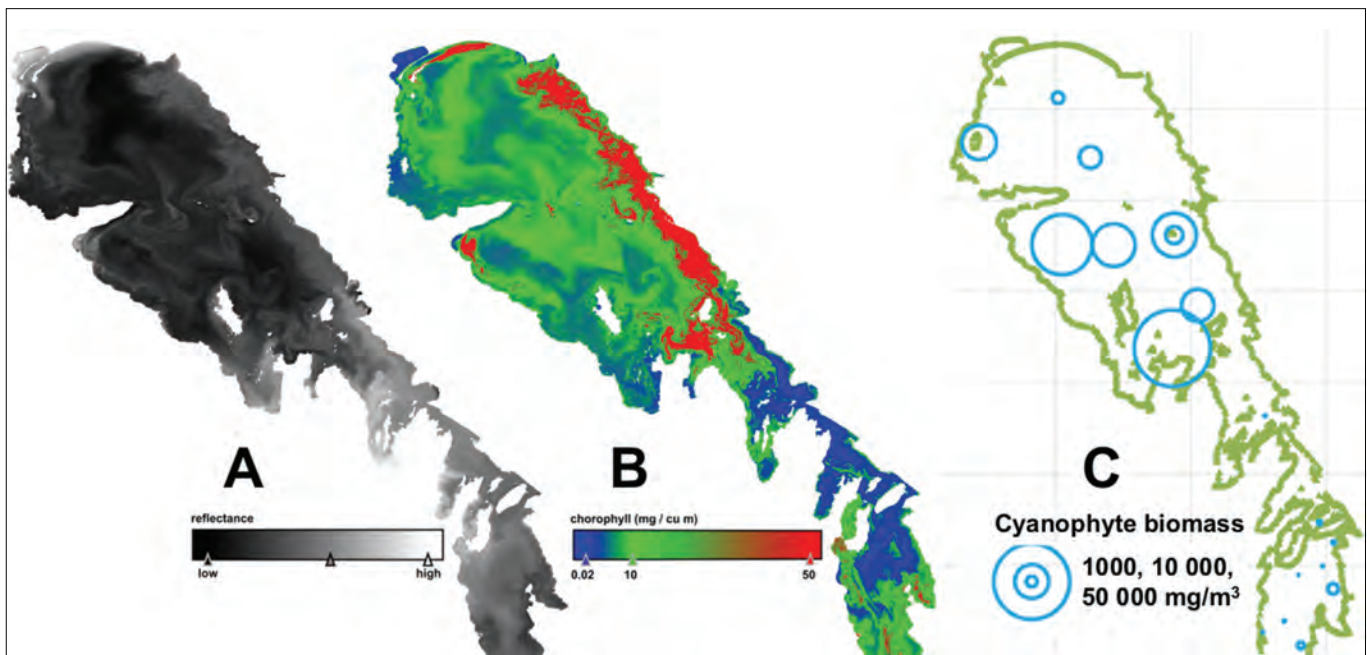 A
reflectance
low high
B
chorophyll (mg / cu m)
0.02 10 50
C
Cyanophyte biomass
1000, 10 000,
50 000 mg/m³